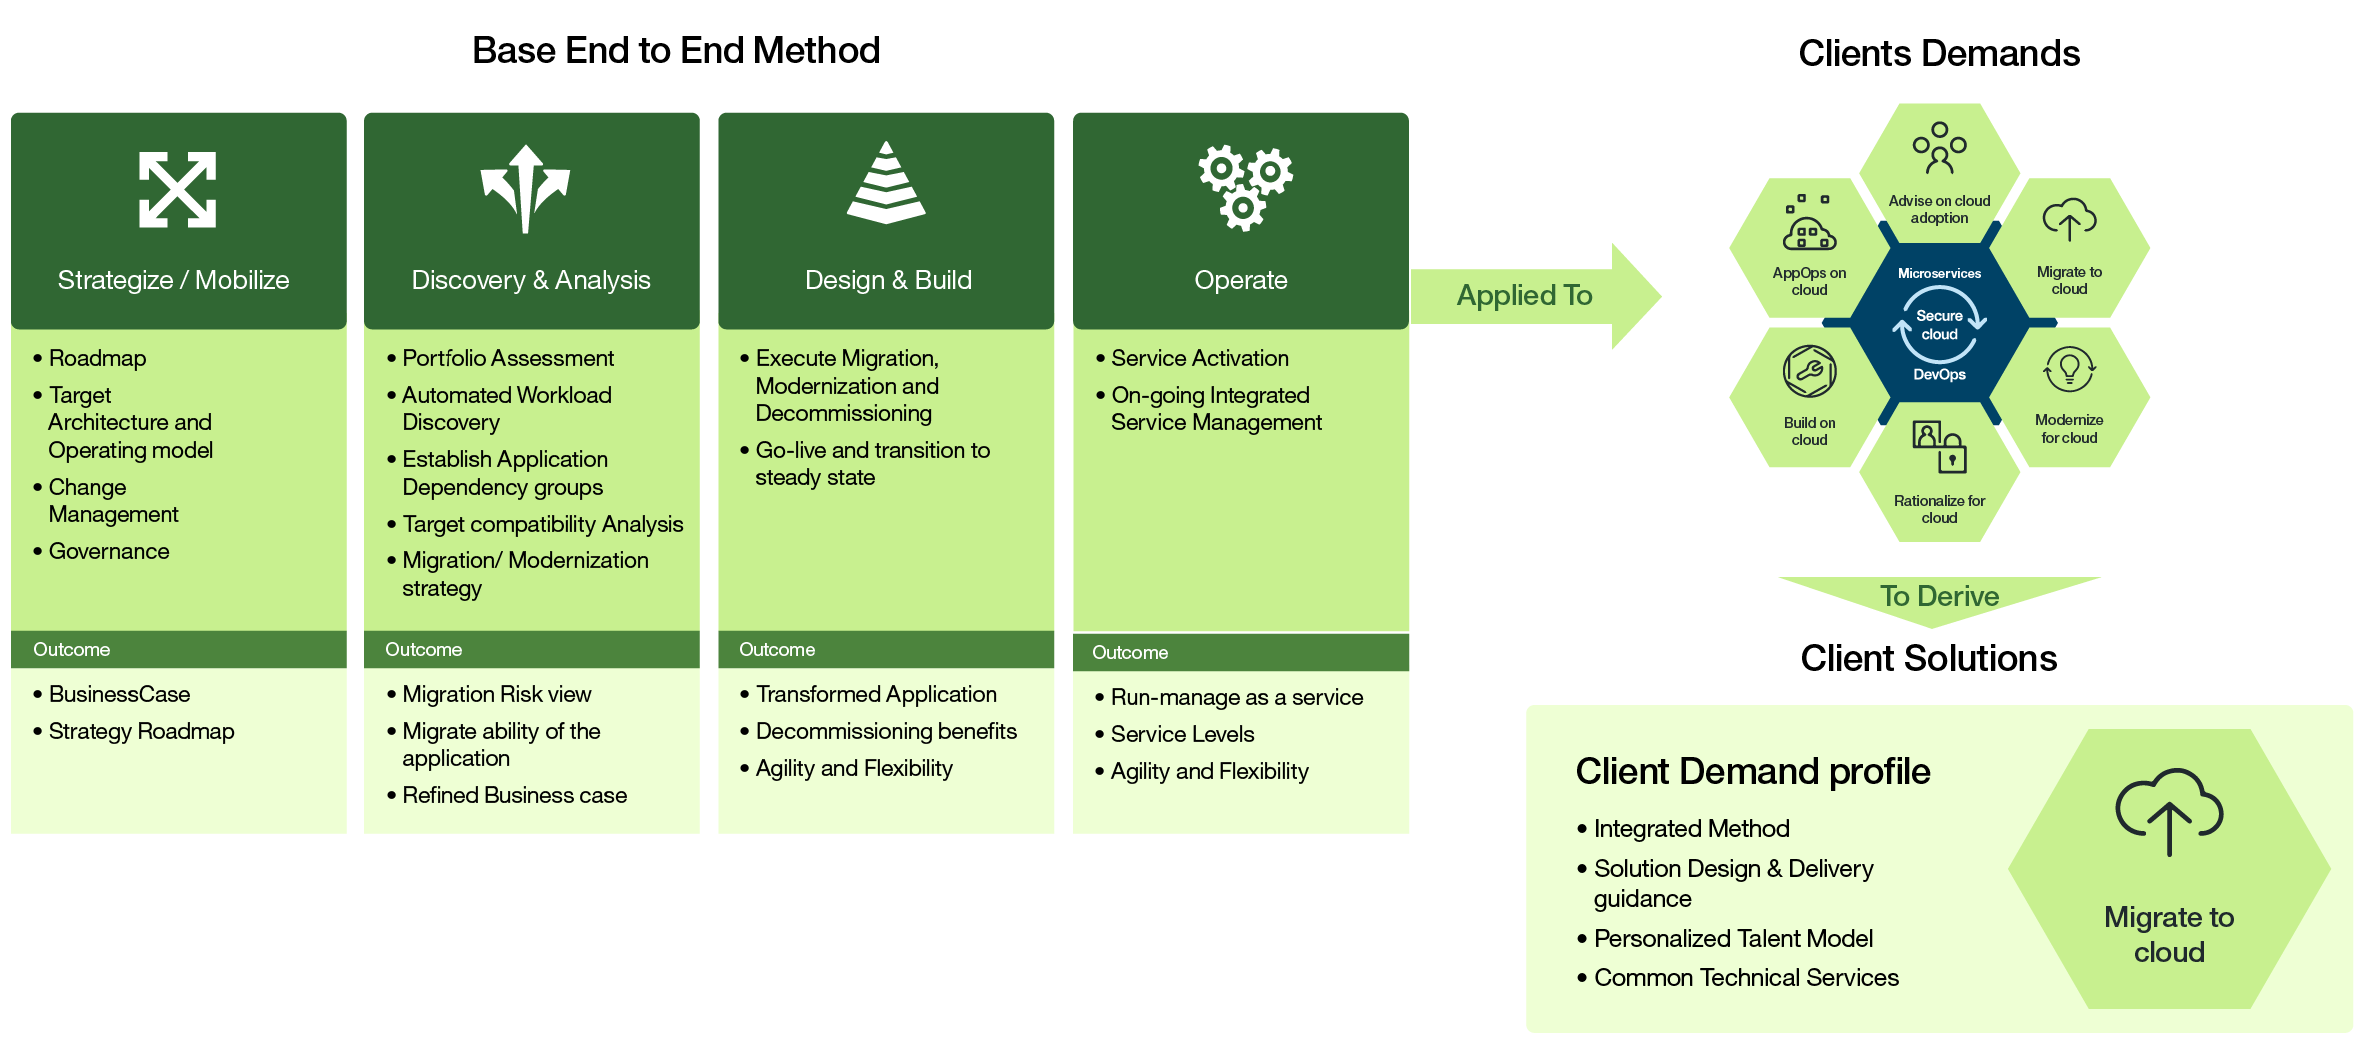 Base End to End Method
Strategize / Mobilize
• Roadmap
• Target
Architecture and
Operating model
• Change
Management
• Governance
Outcome
• BusinessCase
• Strategy Roadmap
Discovery & Analysis
• Portfolio Assessment
• Automated Workload
Discovery
• Establish Application
Dependency groups
• Target compatibility Analysis
• Migration/ Modernization
strategy
Outcome
• Migration Risk view
• Migrate ability of the
application
• Refined Business case
Design & Build
• Execute Migration,
Modernization and
Decommissioning
• Go-live and transition to
steady state
Outcome
• Transformed Application
• Decommissioning benefits
• Agility and Flexibility
Operate
• Service Activation
• On-going Integrated
Service Management
Outcome
• Run-manage as a service
• Service Levels
• Agility and Flexibility
Applied To
Clients Demands
Advise on cloud
adoption
Migrate to
cloud
Modernize
for cloud
Rationalize for
cloud
Build on
cloud
AppOps on
cloud
Microservices
Secure
cloud
DevOps
To Derive
Client Solutions
Client Demand profile
• Integrated Method
• Solution Design & Delivery
guidance
• Personalized Talent Model
• Common Technical Services
Migrate to
cloud